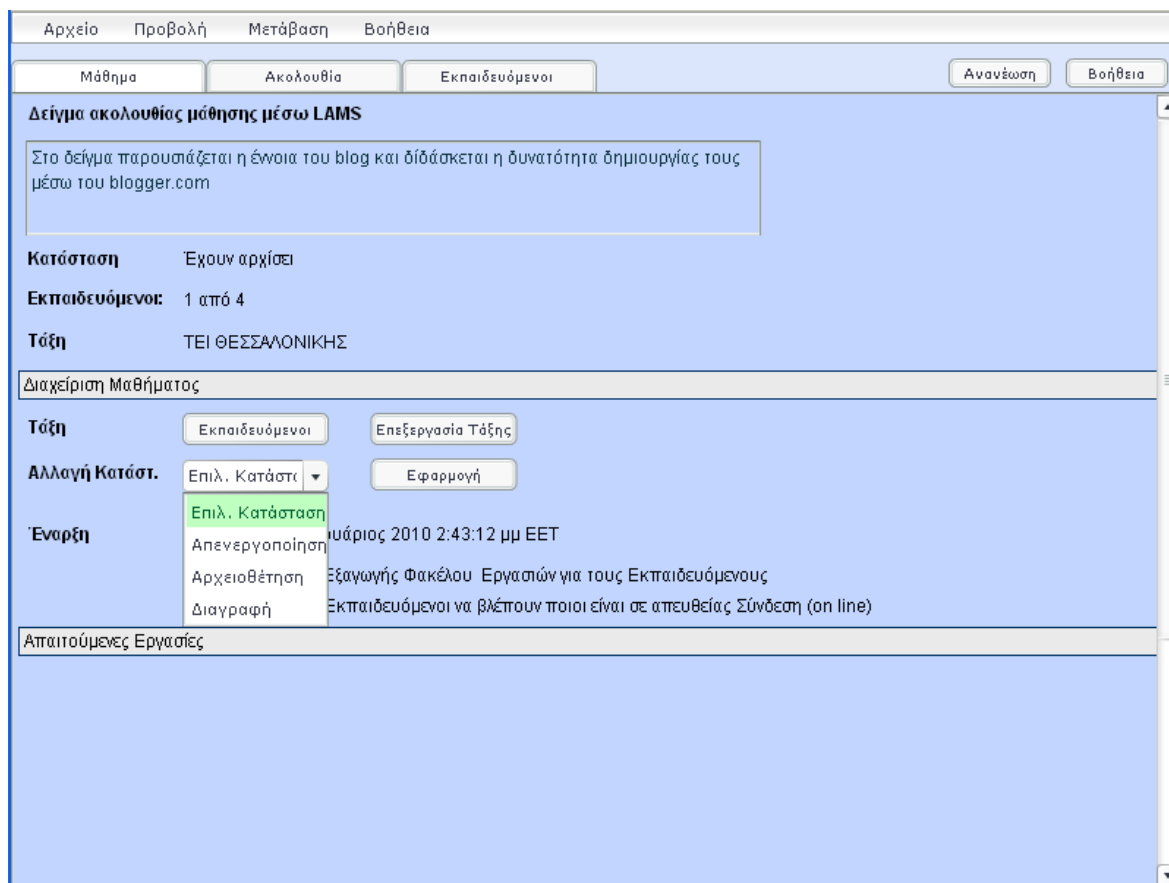 Αρχείο Προβολή Μετάβαση Βοήθεια
Μάθημα Ακολουθία Εκπαιδευόμενοι Ανανέωση Βοήθεια
Δείγμα ακολουθίας μάθησης μέσω LAMS
Στο δείγμα παρουσιάζεται η έννοια του blog και δίδάσκεται η δυνατότητα δημιουργίας τους
μέσω του blogger.com
Κατάσταση Έχουν αρχίσει
Εκπαιδευόμενοι: 1 από 4
Τάξη ΤΕΙ ΘΕΣΣΑΛΟΝΙΚΗΣ
Διαχείριση Μαθήματος
Τάξη Εκπαιδευόμενοι Επεξεργασία Τάξης
Αλλαγή Κατάστ. Επιλ. Κατάστ Εφαρμογή
Επιλ. Κατάσταση
Έναρξη υάριος 2010 2:43:12 μμ EET
Απενεργοποίηση
Αρχειοθέτηση Εξαγωγής Φακέλου Εργασιών για τους Εκπαιδευόμενους
Διαγραφή Εκπαιδευόμενοι να βλέπουν ποιοι είναι σε απευθείας Σύνδεση (on line)
Απαιτούμενες Εργασίες